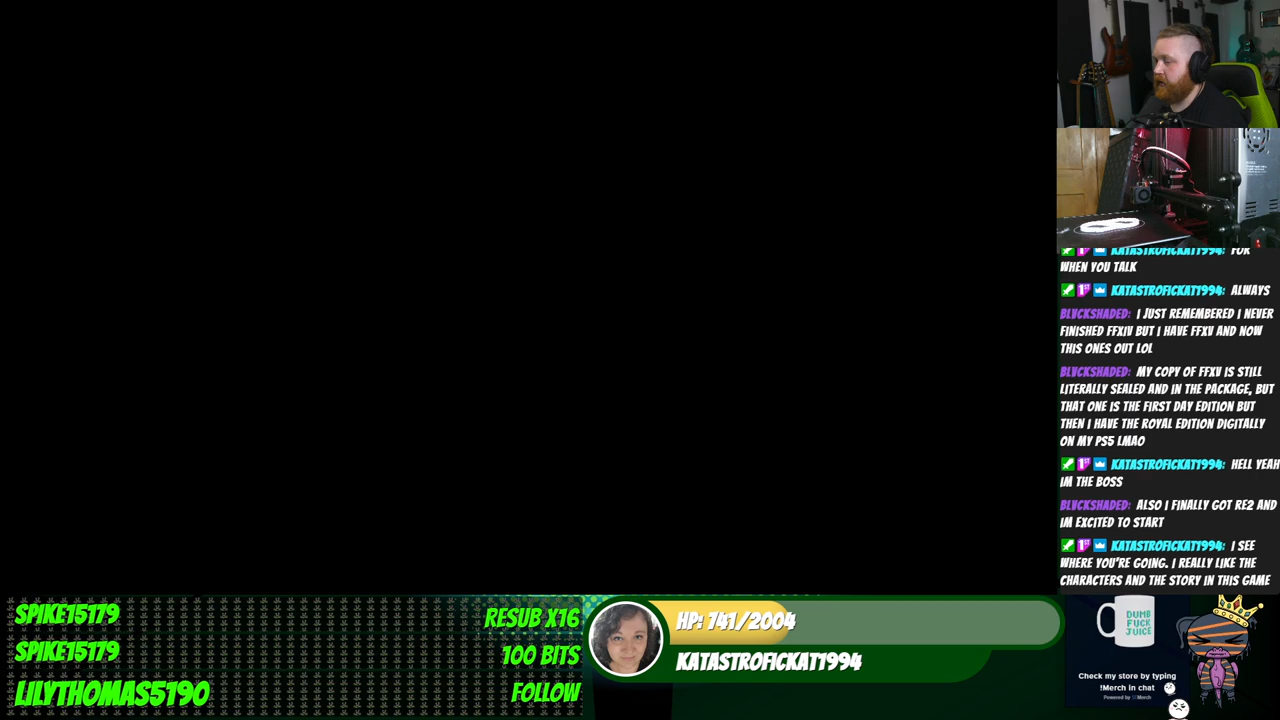 KATASTROFICKAT1994: FOR
WHEN YOU TALK
KATASTROFICKAT1994: ALWAYS
BLVCKSHADED: I JUST REMEMBERED I NEVER
FINISHED FFXIV BUT I HAVE FFXV AND NOW
THIS ONES OUT LOL
BLVCKSHADED: MY COPY OF FFXV IS STILL
LITERALLY SEALED AND IN THE PACKAGE, BUT
THAT ONE IS THE FIRST DAY EDITION BUT
THEN I HAVE THE ROYAL EDITION DIGITALLY
ON MY PS5 LMAO
KATASTROFICKAT1994: HELL YEAH
IM THE BOSS
BLVCKSHADED: ALSO I FINALLY GOT RE2 AND
IM EXCITED TO START
KATASTROFICKAT1994: I SEE
WHERE YOU'RE GOING. I REALLY LIKE THE
CHARACTERS AND THE STORY IN THIS GAME
SPIKE15179 RESUB X16
SPIKE15179 100 BITS
LILYTHOMAS5190 FOLLOW
HP: 741/2004
KATASTROFICKAT1994
DUMB
FUCK
JUICE
Check my store by typing
!Merch in chat
Powered by Merch